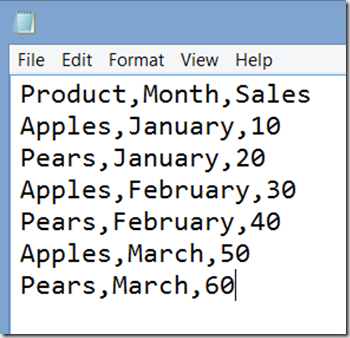 File Edit Format View Help
Product,Month,Sales
Apples,January,10
Pears,January,20
Apples,February,30
Pears,February,40
Apples,March,50
Pears,March,60